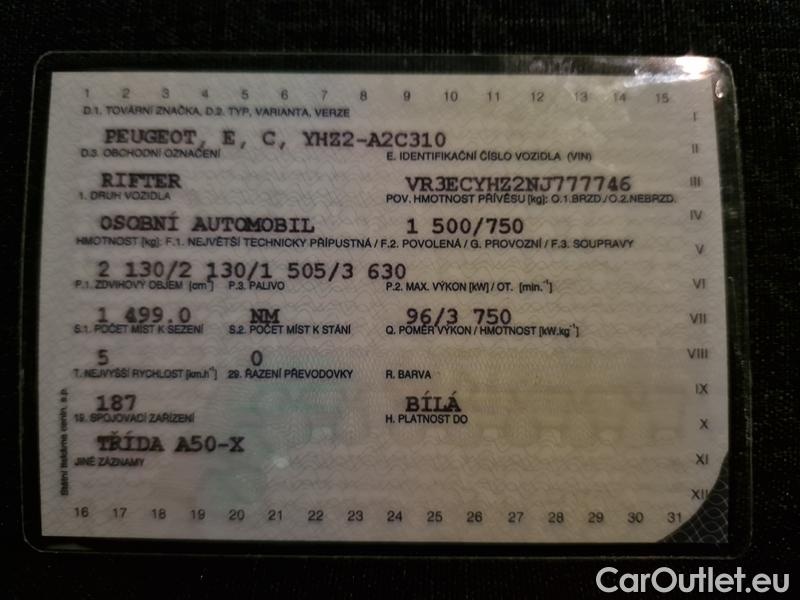 1 2 3 4 5 6 7 8 9 10 11 12 13 14 15
D.1. TOVÁRNÍ ZNAČKA, D.2. TYP, VARIANTA, VERZE
I
PEUGEOT, E, C, YHZ2-A2C310
D.3. OBCHODNÍ OZNAČENÍ E. IDENTIFIKAČNÍ ČÍSLO VOZIDLA (VIN)
II
RIFTER VR3ECYHZ2NJ777746
III
1. DRUH VOZIDLA POV. HMOTNOST PŘÍVĚSU [kg]: O.1.BRZD./O.2.NEBRZD.
OSOBNÍ AUTOMOBIL 1 500/750
IV
HMOTNOST [kg]: F.1. NEJVĚTŠÍ TECHNICKY PŘÍPUSTNÁ / F.2. POVOLENÁ / G. PROVOZNÍ / F.3. SOUPRAVY
V
2 130/2 130/1 505/3 630
P.1. ZDVIHOVÝ OBJEM [cm³] P.3. PALIVO P.2. MAX. VÝKON [kW] / OT. [min.⁻¹]
VI
1 499.0 NM 96/3 750
VII
S.1. POČET MÍST K SEZENÍ S.2. POČET MÍST K STÁNÍ Q. POMĚR VÝKON / HMOTNOST [kW.kg⁻¹]
5 0
VIII
T. NEJVYŠŠÍ RYCHLOST [km.h⁻¹] 29. ŘAZENÍ PŘEVODOVKY R. BARVA
IX
187 BÍLÁ
19. SPOJOVACÍ ZAŘÍZENÍ H. PLATNOST DO
X
TŘÍDA A50-X
JINÉ ZÁZNAMY
XI
XII
16 17 18 19 20 21 22 23 24 25 26 27 28 29 30 31
Státní tiskárna cenin, s.p.
CarOutlet.eu